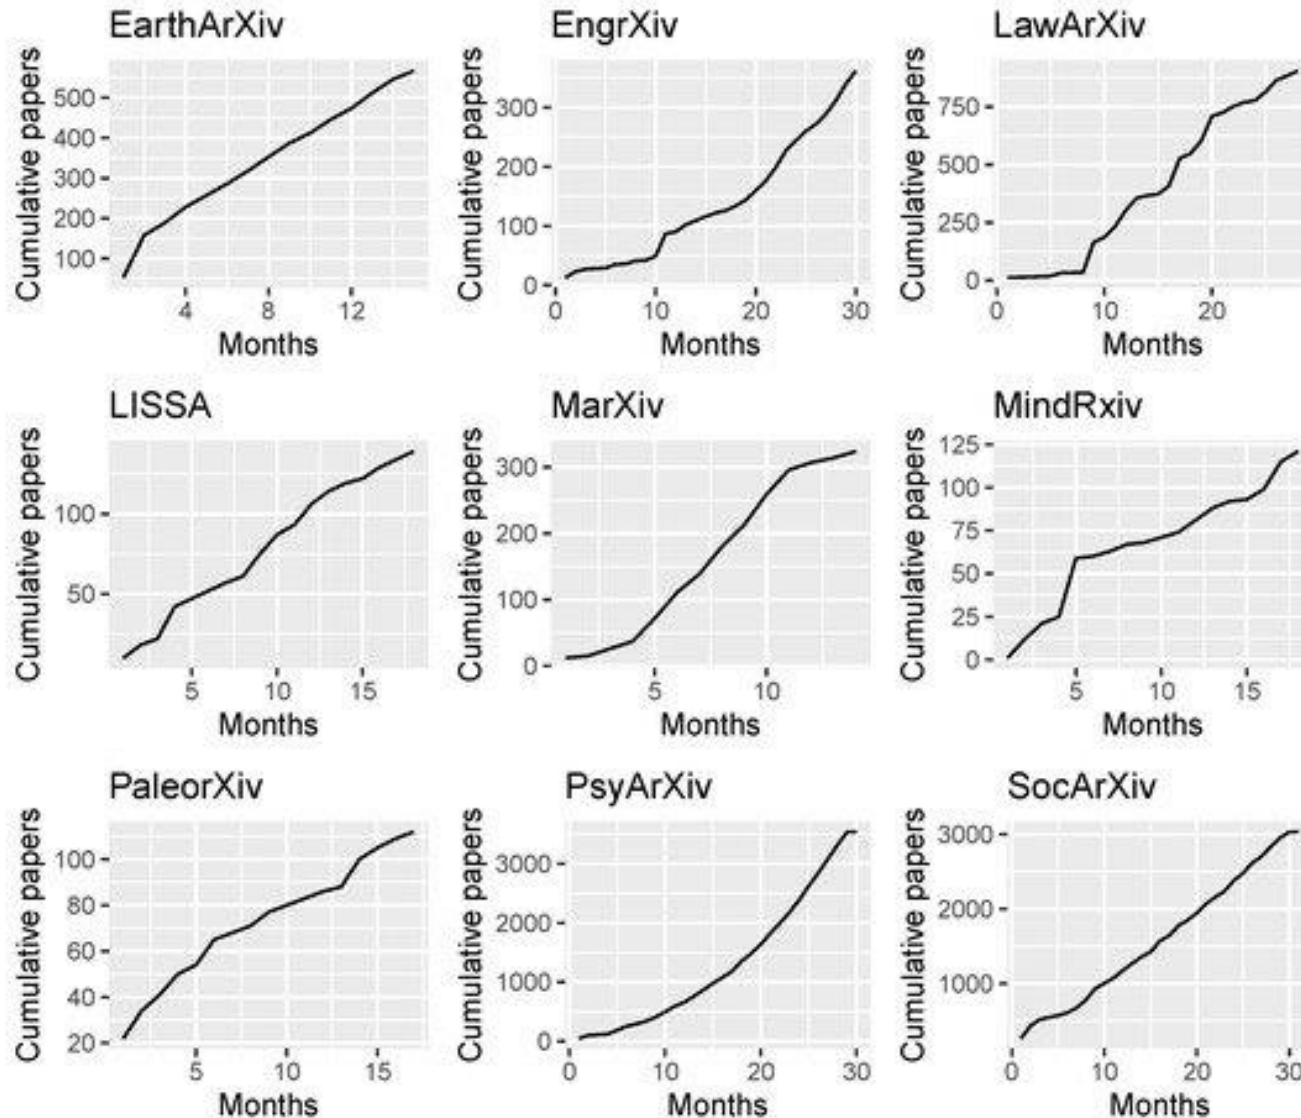 EarthArXiv
EngrXiv
LawArXiv
Cumulative papers
500
400
300
200
100
4
8
12
Months
Cumulative papers
300
200
100
0
0
10
20
30
Months
Cumulative papers
750
500
250
0
0
10
20
Months
LISSA
MarXiv
MindRxiv
Cumulative papers
100
50
5
10
15
Months
Cumulative papers
300
200
100
0
5
10
Months
Cumulative papers
125
100
75
50
25
0
5
10
15
Months
PaleorXiv
PsyArXiv
SocArXiv
Cumulative papers
100
80
60
40
20
5
10
15
Months
Cumulative papers
3000
2000
1000
0
0
10
20
30
Months
Cumulative papers
3000
2000
1000
0
10
20
30
Months